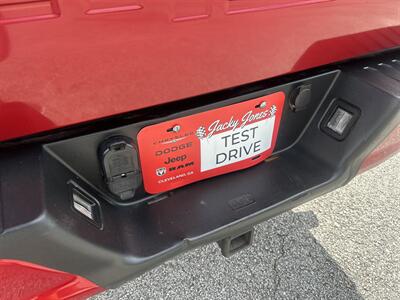 Jacky Jones
CHRYSLER
DODGE
Jeep
RAM
CLEVELAND, GA
TEST
DRIVE